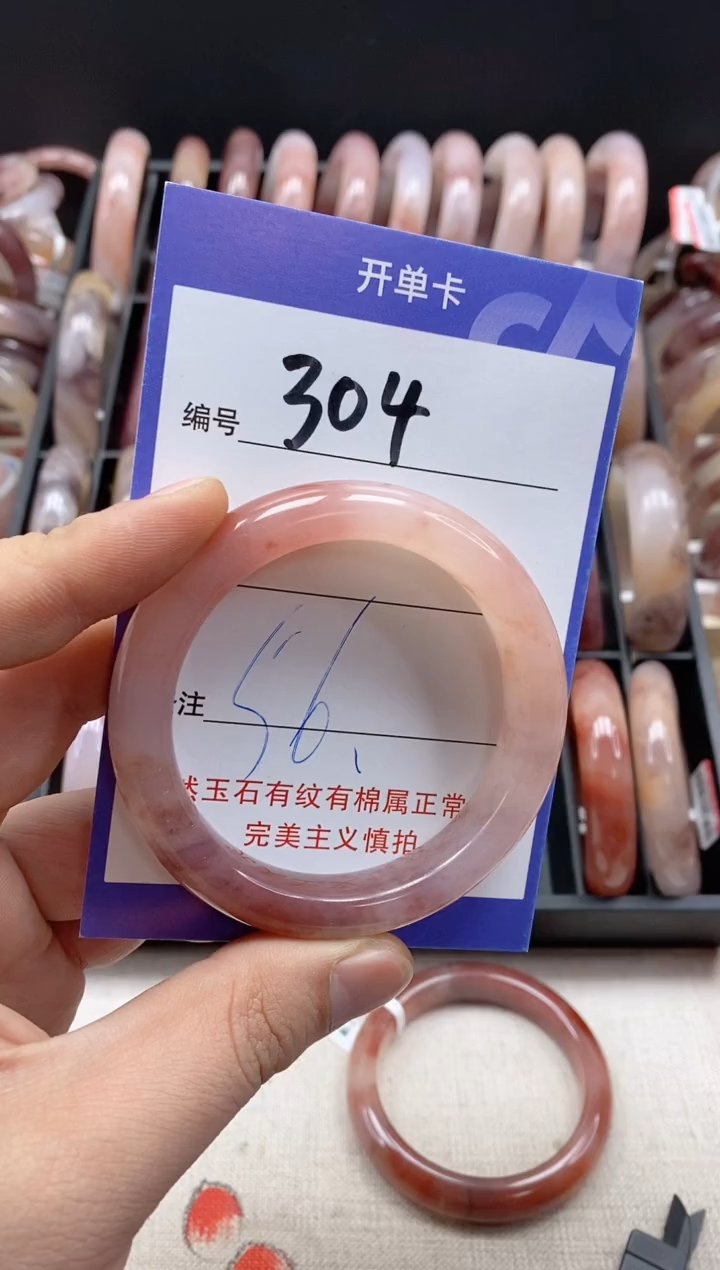 开单卡
编号 304
注 56.
然玉石有纹有棉属正常
完美主义慎拍